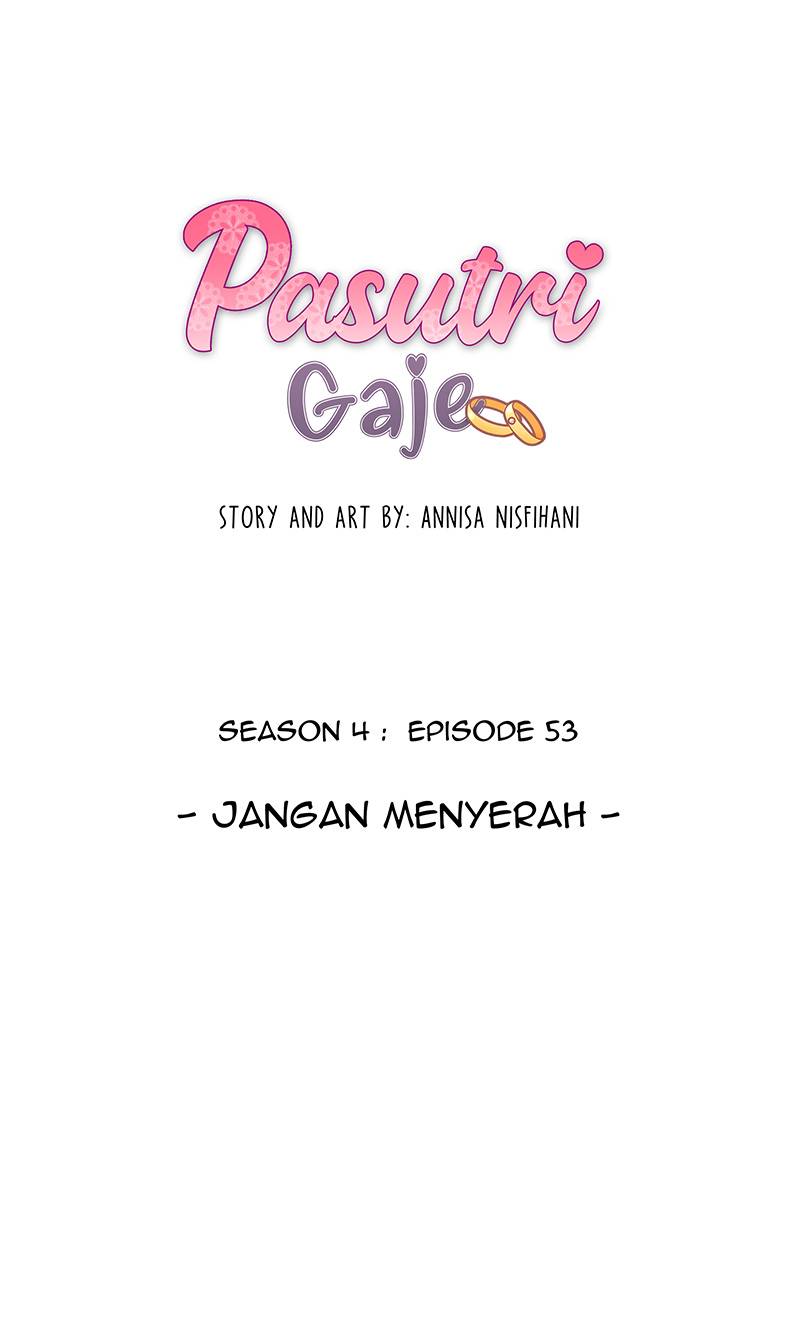 Pasutri
Gaje
STORY AND ART BY: ANNISA NISFIHANI
SEASON 4 : EPISODE 53
- JANGAN MENYERAH -